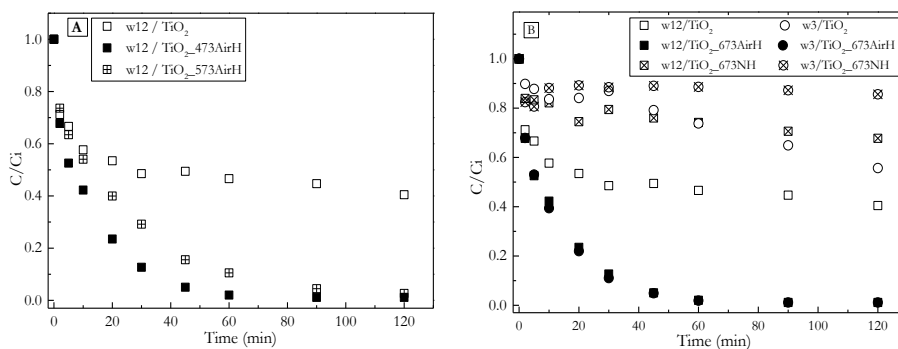 A
w12 / TiO2
w12 / TiO2_473AirH
w12 / TiO2_573AirH
C/Ci
1.0
0.8
0.6
0.4
0.2
0.0
0 20 40 60 80 100 120
Time (min)
B
w12/TiO2 w3/TiO2
w12/TiO2_673AirH w3/TiO2_673AirH
w12/TiO2_673NH w3/TiO2_673NH
C/Ci
1.0
0.8
0.6
0.4
0.2
0.0
0 20 40 60 80 100 120
Time (min)